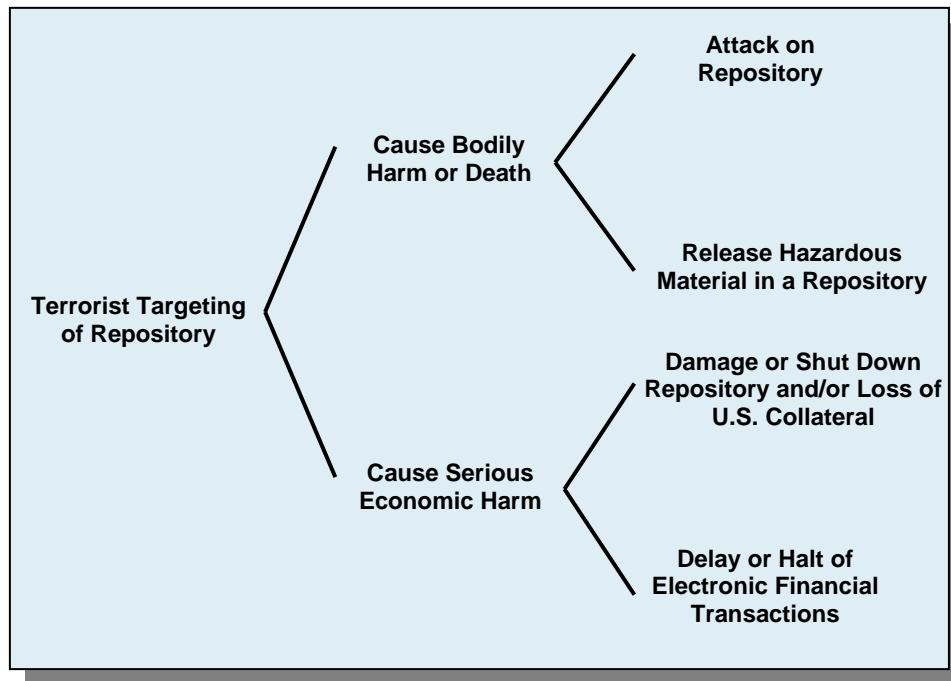 Attack on
Repository
Cause Bodily
Harm or Death
Release Hazardous
Material in a Repository
Terrorist Targeting
of Repository
Damage or Shut Down
Repository and/or Loss of
U.S. Collateral
Cause Serious
Economic Harm
Delay or Halt of
Electronic Financial
Transactions